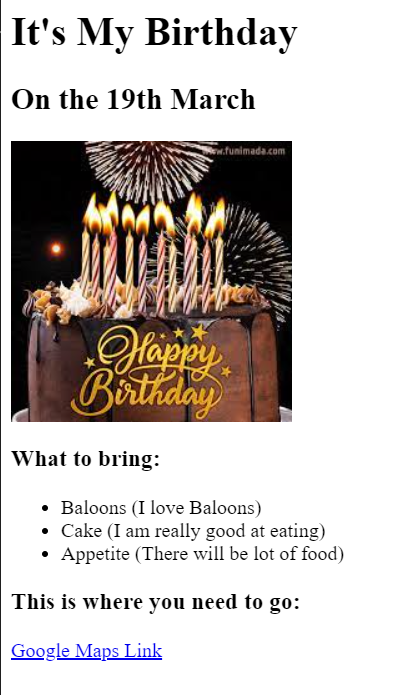 It's My Birthday
On the 19th March
www.funimada.com
Happy
Birthday
What to bring:
Baloons (I love Baloons)
Cake (I am really good at eating)
Appetite (There will be lot of food)
This is where you need to go:
Google Maps Link